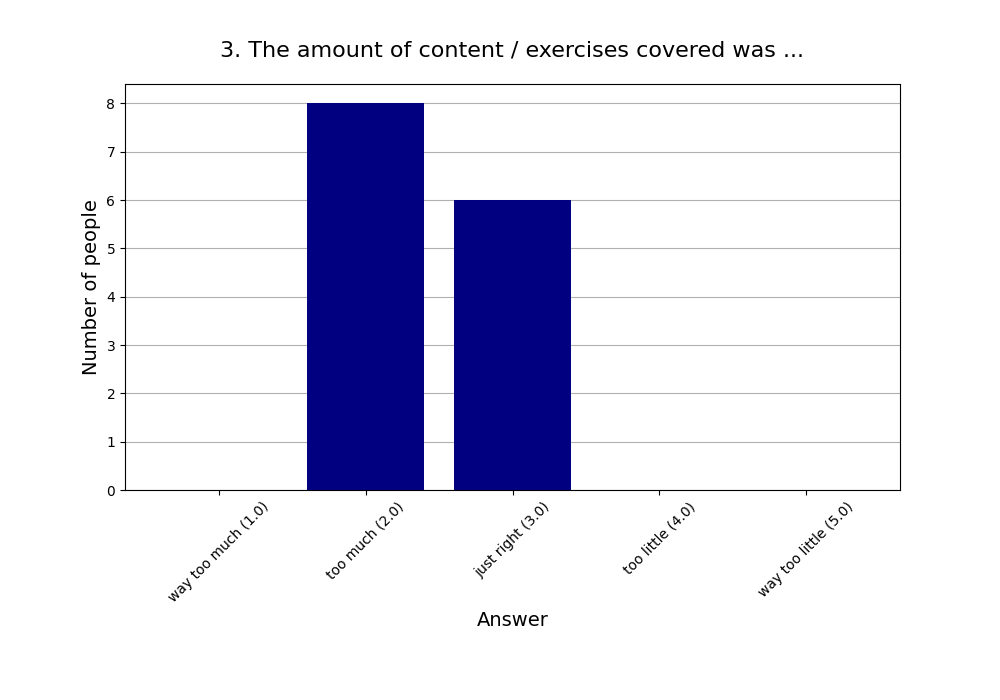 3. The amount of content / exercises covered was ...
Number of people
8
7
6
5
4
3
2
1
0
way too much (1.0)
too much (2.0)
just right (3.0)
too little (4.0)
way too little (5.0)
Answer